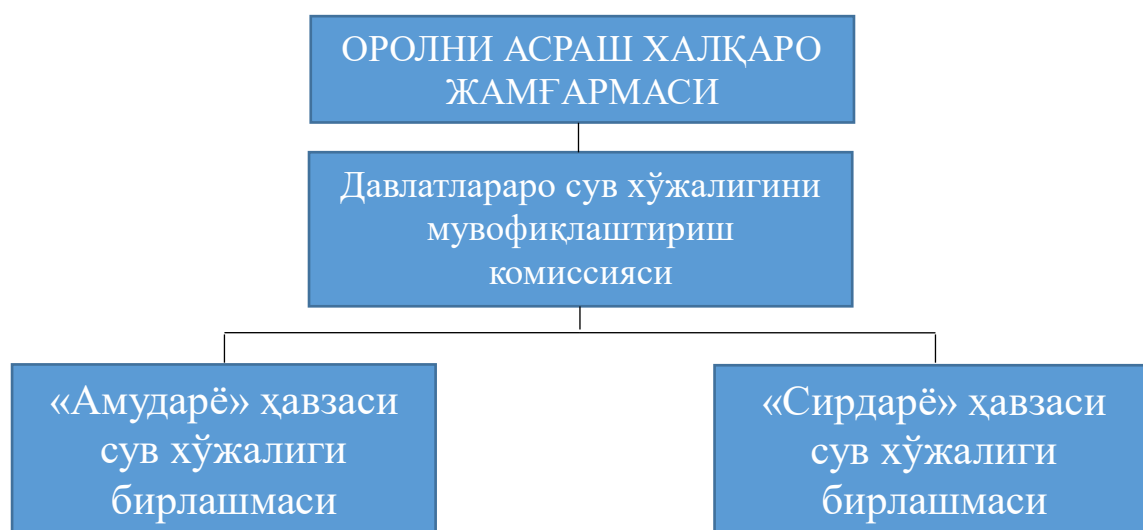 ОРОЛНИ АСРАШ ХАЛҚАРО
ЖАМҒАРМАСИ
Давлатлараро сув хўжалигини
мувофиқлаштириш
комиссияси
«Амударё» ҳавзаси
сув хўжалиги
бирлашмаси
«Сирдарё» ҳавзаси
сув хўжалиги
бирлашмаси